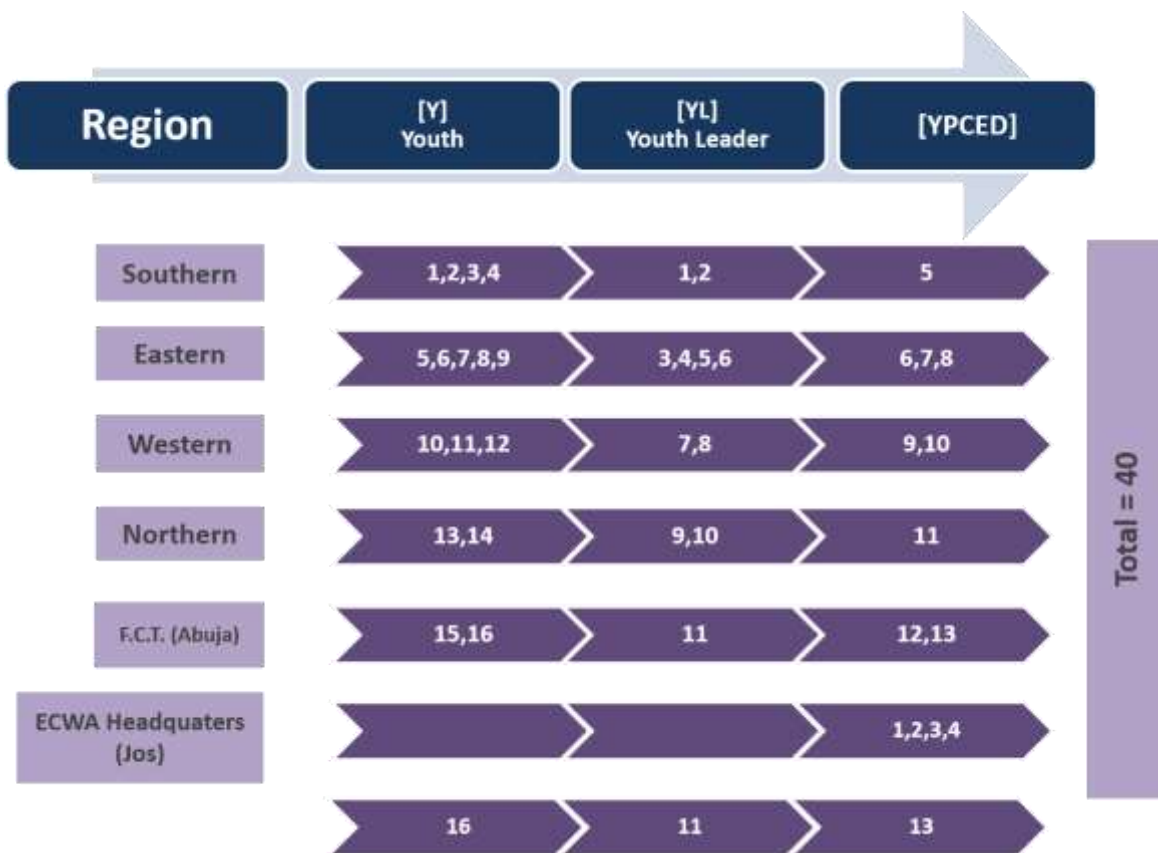 Region
[Y]
Youth
[YL]
Youth Leader
[YPCED]
Southern
1,2,3,4
1,2
5
Eastern
5,6,7,8,9
3,4,5,6
6,7,8
Western
10,11,12
7,8
9,10
Northern
13,14
9,10
11
F.C.T. (Abuja)
15,16
11
12,13
ECWA Headquaters
(Jos)
1,2,3,4
16
11
13
Total = 40